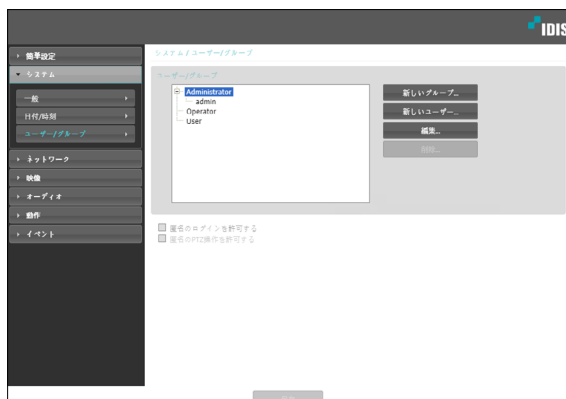 IDIS
簡単設定
システム
一般
日付/時刻
ユーザー/グループ
ネットワーク
映像
オーディオ
動作
イベント
システム / ユーザー/グループ
ユーザー/グループ
Administrator
admin
Operator
User
新しいグループ...
新しいユーザー...
編集...
削除...
匿名のログインを許可する
匿名のPTZ操作を許可する